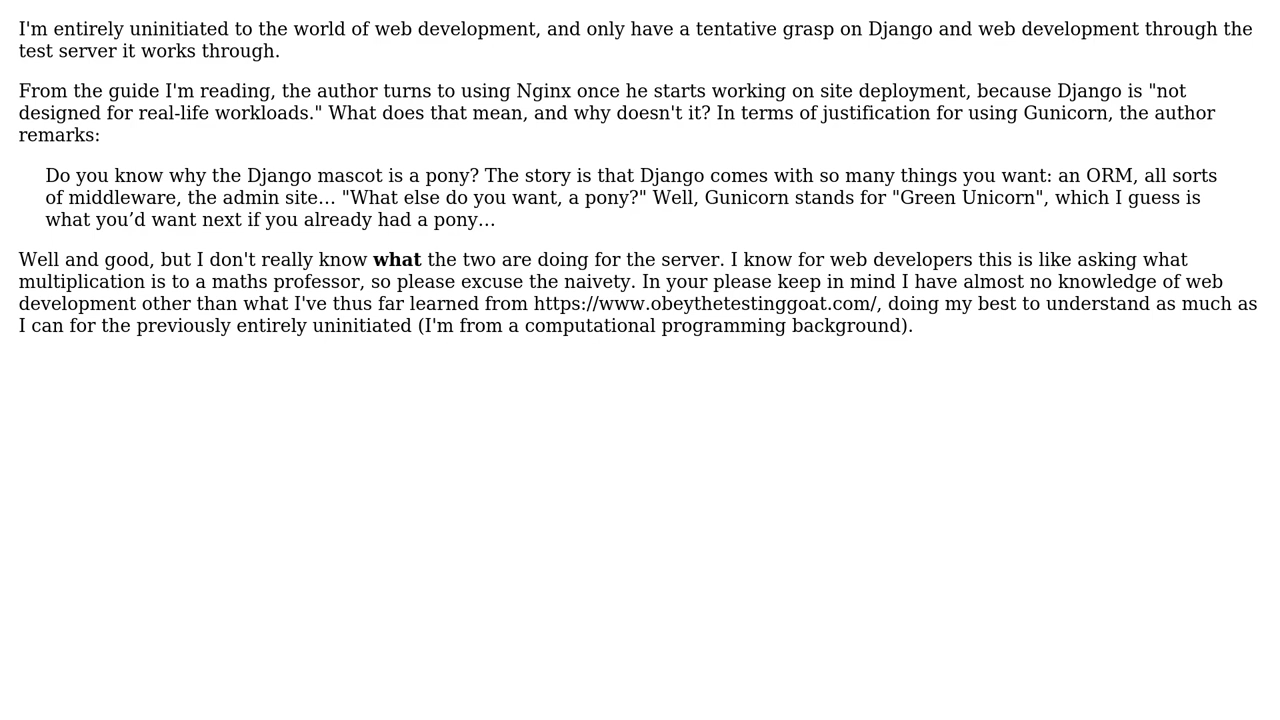 I'm entirely uninitiated to the world of web development, and only have a tentative grasp on Django and web development through the
test server it works through.
From the guide I'm reading, the author turns to using Nginx once he starts working on site deployment, because Django is "not
designed for real-life workloads." What does that mean, and why doesn't it? In terms of justification for using Gunicorn, the author
remarks:
Do you know why the Django mascot is a pony? The story is that Django comes with so many things you want: an ORM, all sorts
of middleware, the admin site… "What else do you want, a pony?" Well, Gunicorn stands for "Green Unicorn", which I guess is
what you’d want next if you already had a pony…
Well and good, but I don't really know what the two are doing for the server. I know for web developers this is like asking what
multiplication is to a maths professor, so please excuse the naivety. In your please keep in mind I have almost no knowledge of web
development other than what I've thus far learned from https://www.obeythetestinggoat.com/, doing my best to understand as much as
I can for the previously entirely uninitiated (I'm from a computational programming background).